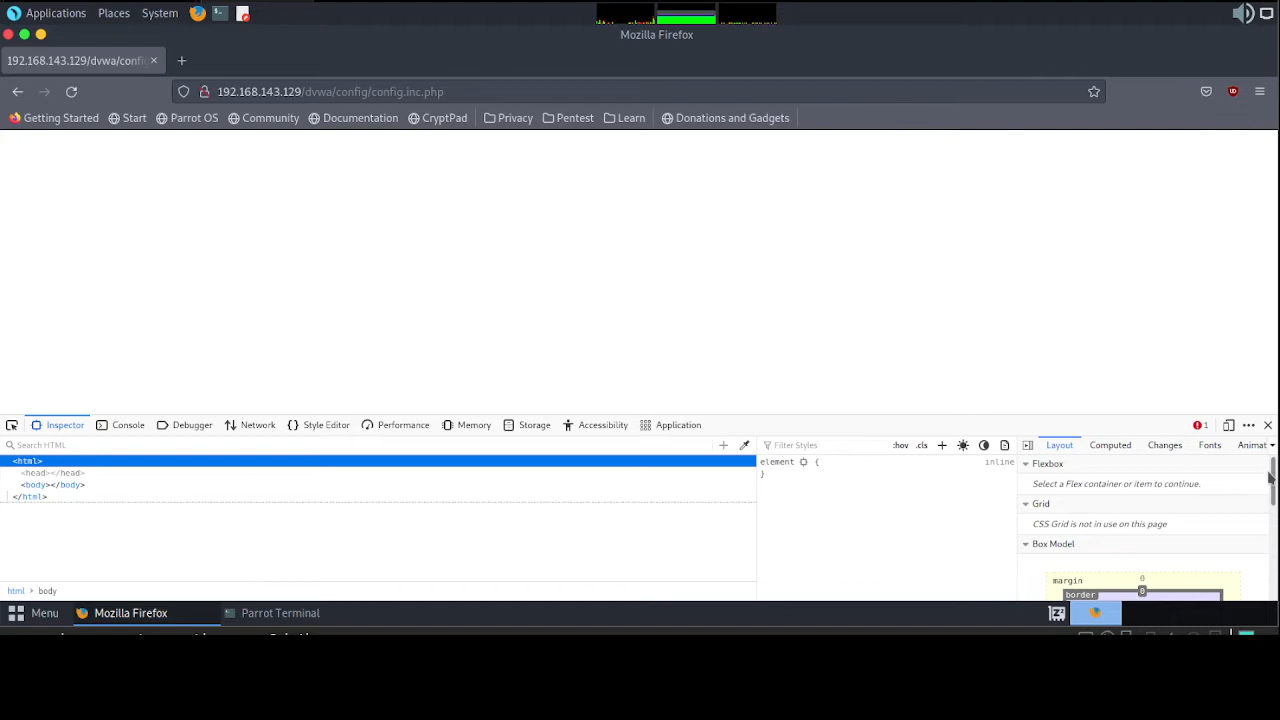 Applications Places System
Mozilla Firefox
192.168.143.129/dvwa/confi
192.168.143.129/dvwa/config/config.inc.php
Getting Started Start Parrot OS Community Documentation CryptPad Privacy Pentest Learn Donations and Gadgets
Inspector Console Debugger Network Style Editor Performance Memory Storage Accessibility Application 1
Search HTML Filter Styles :hov .cls Layout Computed Changes Fonts Animat
<html>
<head></head>
<body></body>
</html>
element { inline
}
Flexbox
Select a Flex container or item to continue.
Grid
CSS Grid is not in use on this page
Box Model
margin 0
border 0
html body
Menu Mozilla Firefox Parrot Terminal